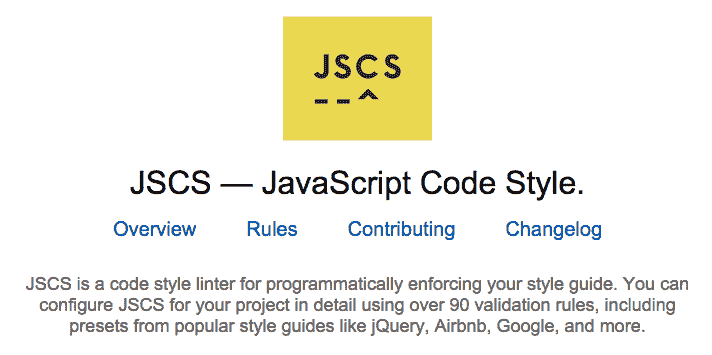 JSCS
JSCS — JavaScript Code Style.
Overview Rules Contributing Changelog
JSCS is a code style linter for programmatically enforcing your style guide. You can
configure JSCS for your project in detail using over 90 validation rules, including
presets from popular style guides like jQuery, Airbnb, Google, and more.